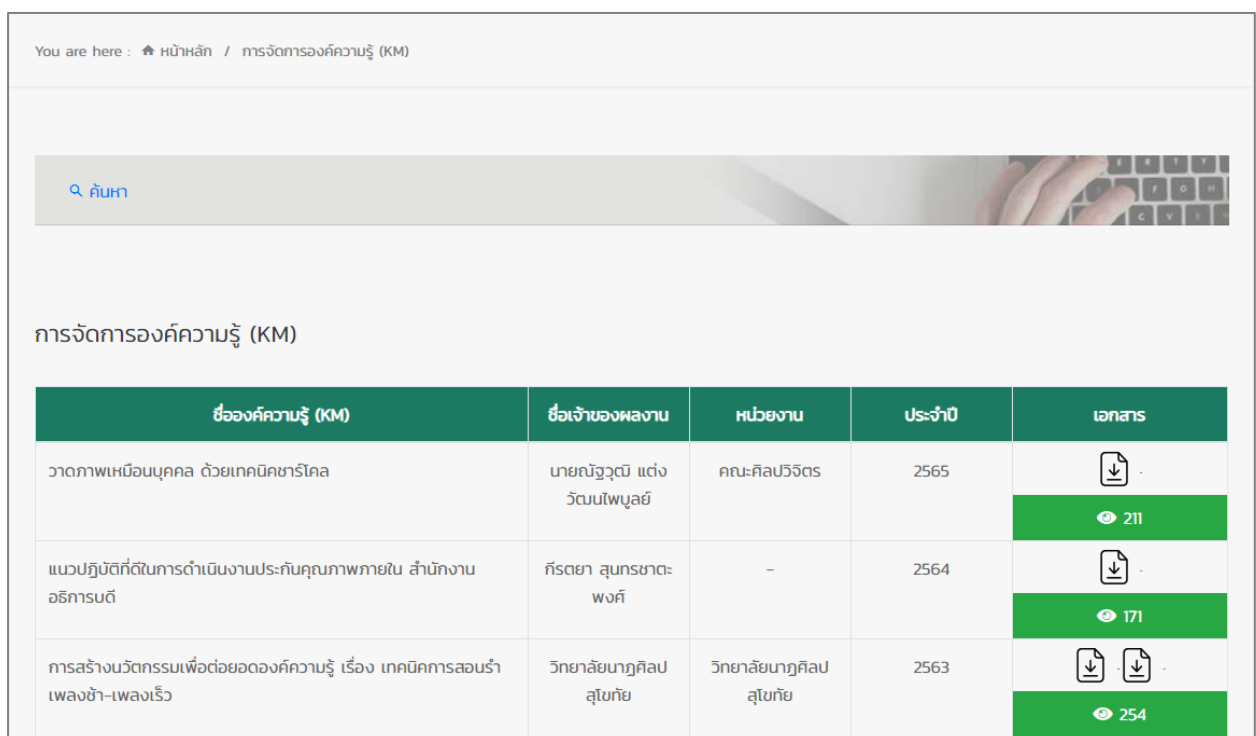 You are here : หน้าหลัก / การจัดการองค์ความรู้ (KM)
ค้นหา
การจัดการองค์ความรู้ (KM)
ชื่อองค์ความรู้ (KM) ชื่อเจ้าของผลงาน หน่วยงาน ประจำปี เอกสาร
วาดภาพเหมือนบุคคล ด้วยเทคนิคชาร์โคล นายณัฐวุฒิ แต่ง คณะศิลปวิจิตร 2565
วัฒนไพบูลย์
211
แนวปฏิบัติที่ดีในการดำเนินงานประกันคุณภาพภายใน สำนักงาน กีรตยา สุนทรชาตะ - 2564
อธิการบดี พงศ์
171
การสร้างนวัตกรรมเพื่อต่อยอดองค์ความรู้ เรื่อง เทคนิคการสอนรำ วิทยาลัยนาฏศิลป วิทยาลัยนาฏศิลป 2563
เพลงช้า-เพลงเร็ว สุโขทัย สุโขทัย
254